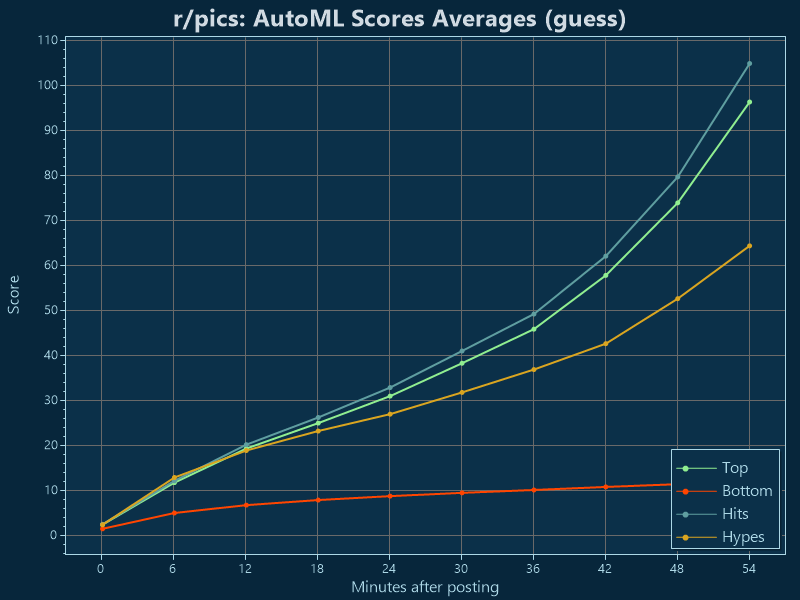 r/pics: AutoML Scores Averages (guess)
110
100
90
80
70
60
50
40
30
20
10
0
Score
Top
Bottom
Hits
Hypes
0 6 12 18 24 30 36 42 48 54
Minutes after posting